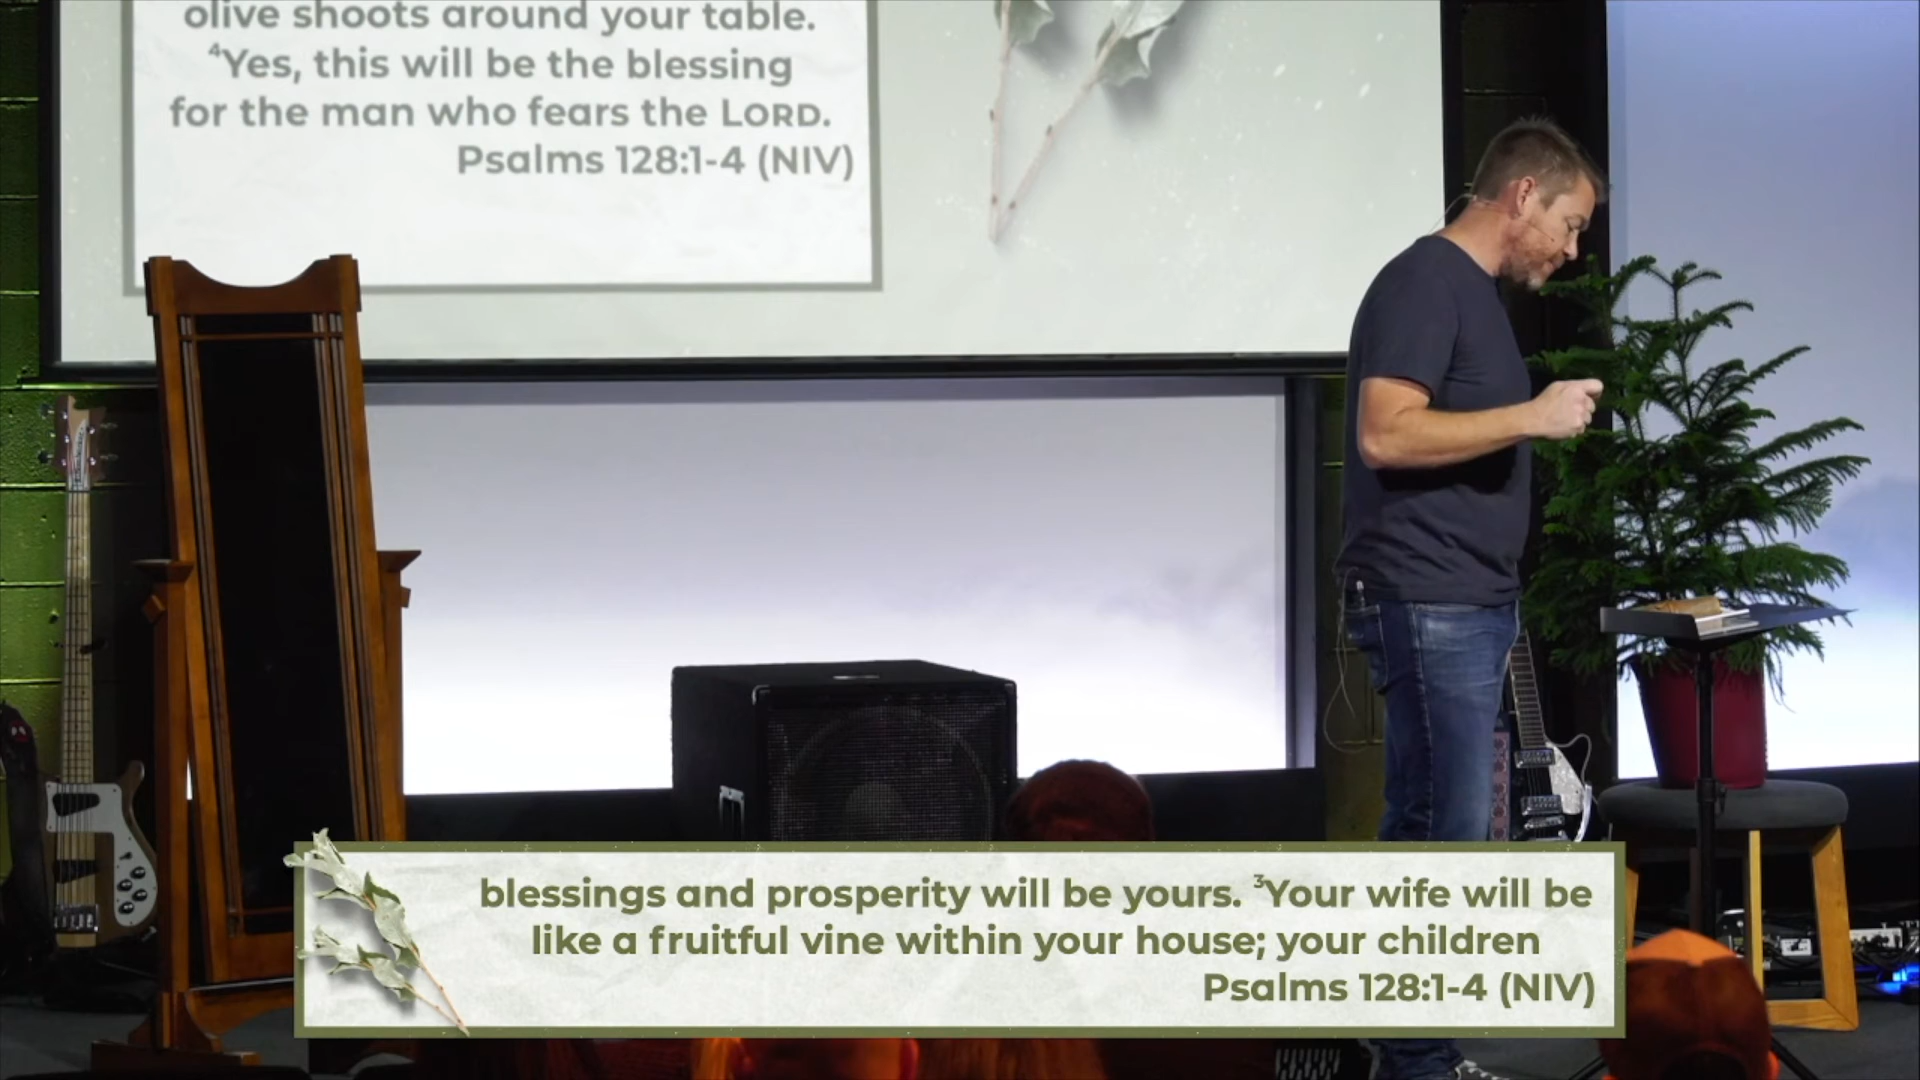 olive shoots around your table.
⁴Yes, this will be the blessing
for the man who fears the LORD.
Psalms 128:1-4 (NIV)
blessings and prosperity will be yours. ³Your wife will be
like a fruitful vine within your house; your children
Psalms 128:1-4 (NIV)